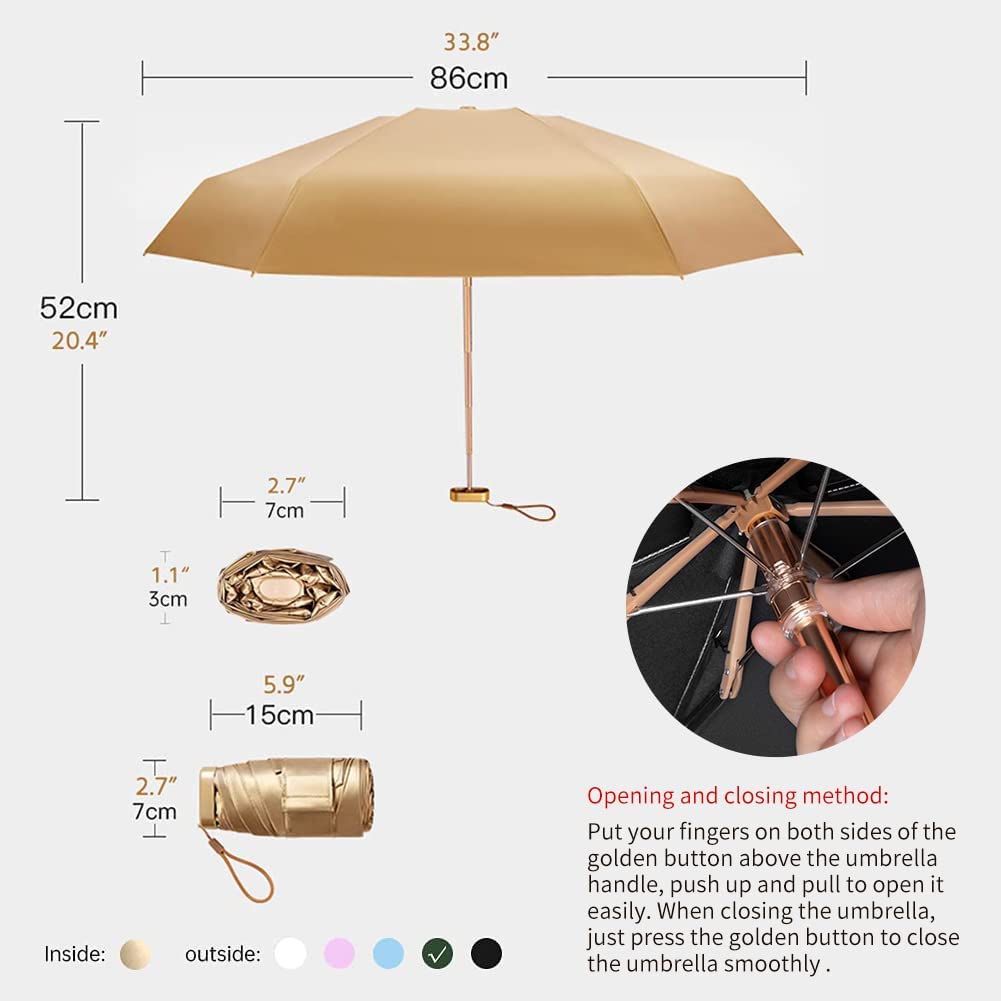 33.8″
86cm
52cm
20.4″
2.7″
7cm
1.1″
3cm
5.9″
15cm
2.7″
7cm
Opening and closing method:
Put your fingers on both sides of the
golden button above the umbrella
handle, push up and pull to open it
easily. When closing the umbrella,
just press the golden button to close
the umbrella smoothly .
Inside: outside: